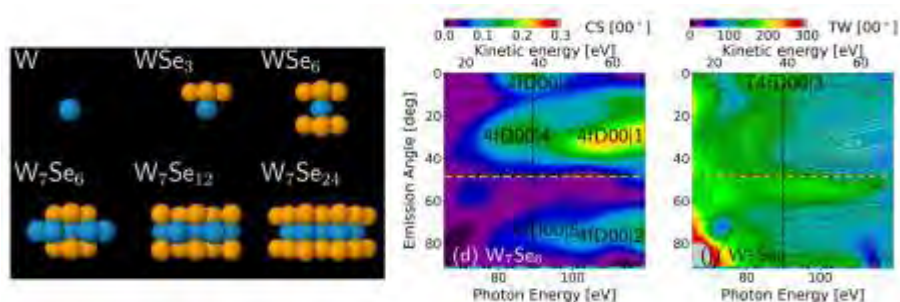 W WSe₃ WSe₆
W₇Se₆ W₇Se₁₂ W₇Se₂₄
0.0 0.1 0.2 0.3 CS [00°]
Kinetic energy [eV]
20 40 60
Emission Angle [deg]
0
20
40
60
80
4fD00|4
4fD00|1
4fD00|2
(d) W₇Se₆
80 100
Photon Energy [eV]
0 100 200 300 TW [00°]
Kinetic energy [eV]
20 40 60
0
20
40
60
80
80 100
Photon Energy [eV]